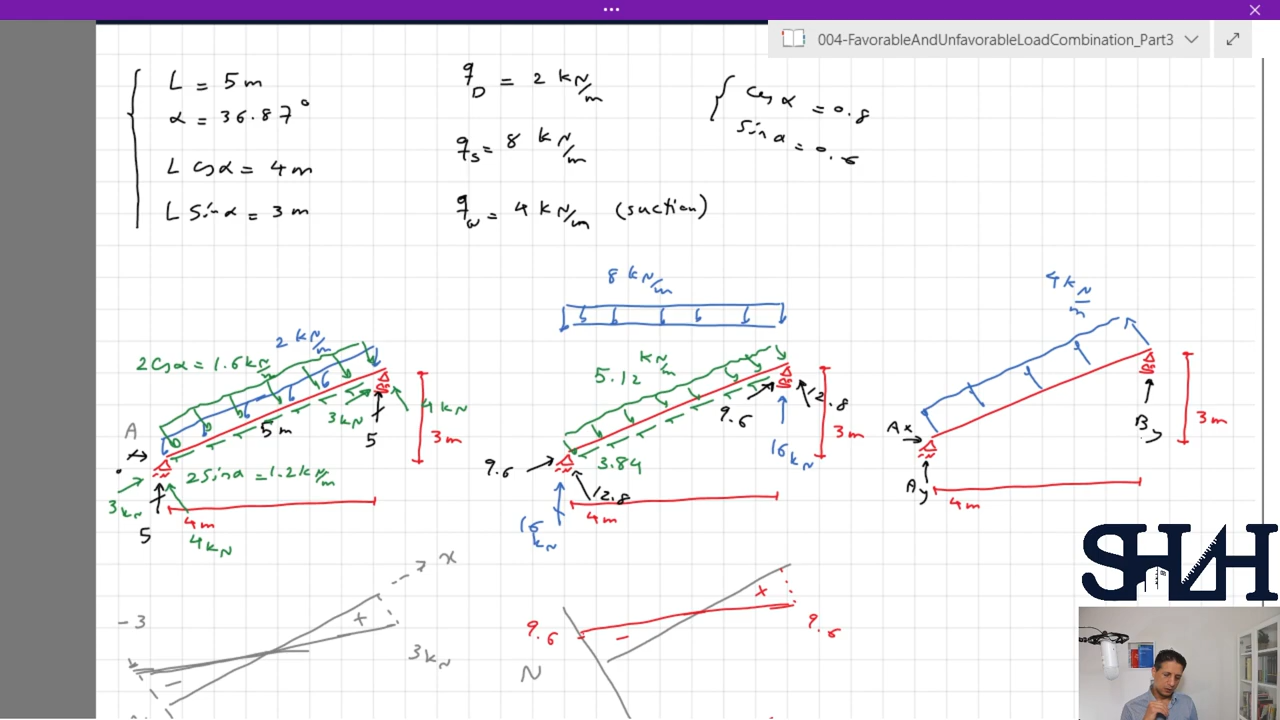 004-FavorableAndUnfavorableLoadCombination_Part3
L = 5 m
α = 36.87°
L cosα = 4 m
L sinα = 3 m
q_D = 2 kN/m
q_s = 8 kN/m
q_w = 4 kN/m (suction)
cosα = 0.8
sinα = 0.6
2 kN/m
2 cosα = 1.6 kN/m
A
5 m
3 kN
4 kN
5
3 m
2 sinα = 1.2 kN/m
3 kN
5
4 m
4 kN
8 kN/m
5.12 kN/m
9.6
12.8
16 kN
3 m
9.6
3.84
12.8
16 kN
4 m
4 kN/m
Ax
Ay
By
3 m
4 m
SHLH
x
-3
+
-
3 kN
9.6
-
+
9.6
N